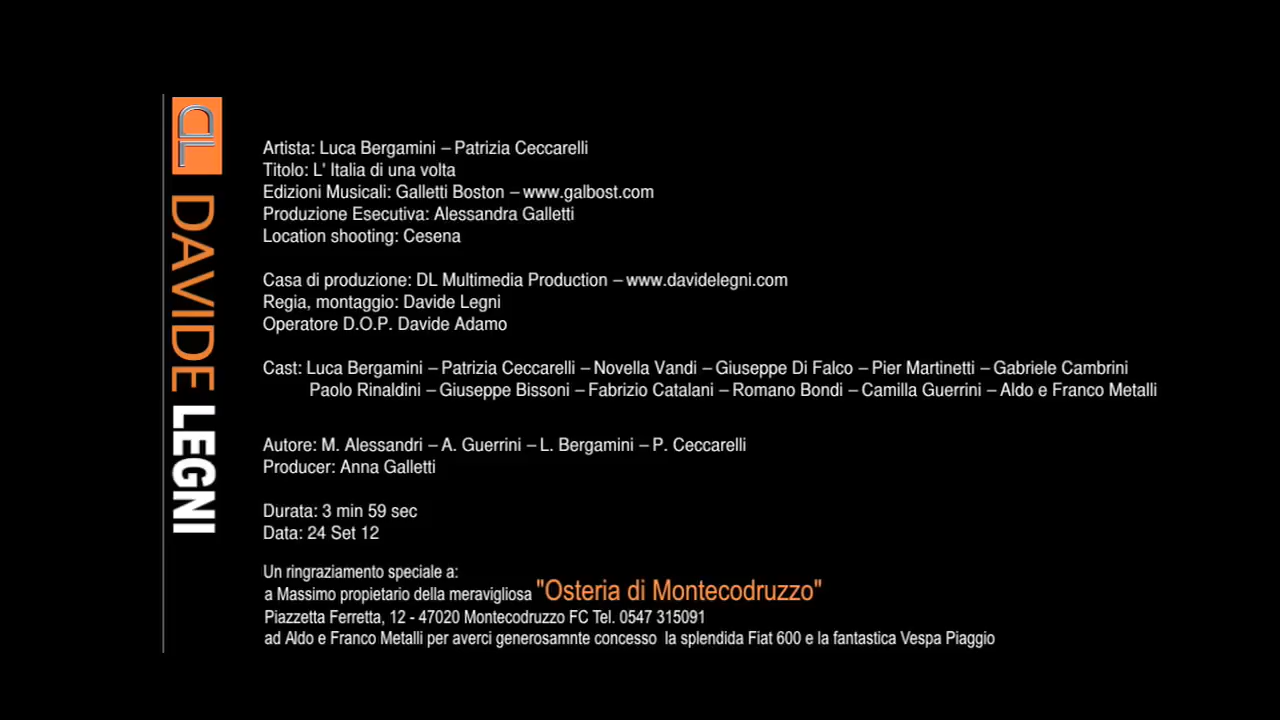 DL
DAVIDE LEGNI
Artista: Luca Bergamini – Patrizia Ceccarelli
Titolo: L' Italia di una volta
Edizioni Musicali: Galletti Boston – www.galbost.com
Produzione Esecutiva: Alessandra Galletti
Location shooting: Cesena
Casa di produzione: DL Multimedia Production – www.davidelegni.com
Regia, montaggio: Davide Legni
Operatore D.O.P. Davide Adamo
Cast: Luca Bergamini – Patrizia Ceccarelli – Novella Vandi – Giuseppe Di Falco – Pier Martinetti – Gabriele Cambrini
Paolo Rinaldini – Giuseppe Bissoni – Fabrizio Catalani – Romano Bondi – Camilla Guerrini – Aldo e Franco Metalli
Autore: M. Alessandri – A. Guerrini – L. Bergamini – P. Ceccarelli
Producer: Anna Galletti
Durata: 3 min 59 sec
Data: 24 Set 12
Un ringraziamento speciale a:
a Massimo propietario della meravigliosa "Osteria di Montecodruzzo"
Piazzetta Ferretta, 12 - 47020 Montecodruzzo FC Tel. 0547 315091
ad Aldo e Franco Metalli per averci generosamnte concesso la splendida Fiat 600 e la fantastica Vespa Piaggio